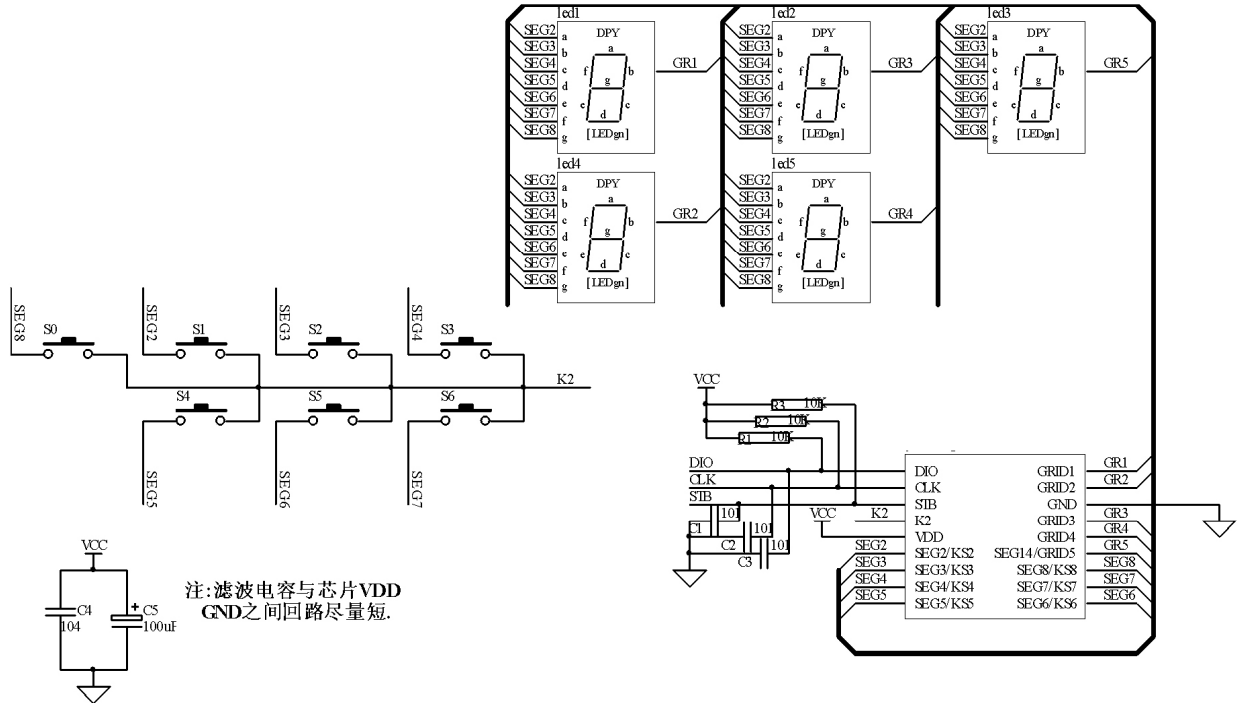 led1
led2
led3
SEG2
SEG3
SEG4
SEG5
SEG6
SEG7
SEG8
a
b
c
d
e
f
g
DPY
a
f
b
g
e
c
d
[LEDgn]
GR1
SEG2
SEG3
SEG4
SEG5
SEG6
SEG7
SEG8
a
b
c
d
e
f
g
DPY
a
f
b
g
e
c
d
[LEDgn]
GR3
SEG2
SEG3
SEG4
SEG5
SEG6
SEG7
SEG8
a
b
c
d
e
f
g
DPY
a
f
b
g
e
c
d
[LEDgn]
GR5
led4
led5
SEG2
SEG3
SEG4
SEG5
SEG6
SEG7
SEG8
a
b
c
d
e
f
g
DPY
a
f
b
g
e
c
d
[LEDgn]
GR2
SEG2
SEG3
SEG4
SEG5
SEG6
SEG7
SEG8
a
b
c
d
e
f
g
DPY
a
f
b
g
e
c
d
[LEDgn]
GR4
SEG8
S0
SEG2
S1
SEG3
S2
SEG4
S3
K2
S4
S5
S6
SEG5
SEG6
SEG7
VCC
R3 10K
R2 10K
R1 10K
DIO
CLK
STB
C1 101
C2 101
C3 101
VCC
K2
SEG2
SEG3
SEG4
SEG5
DIO
CLK
STB
K2
VDD
SEG2/KS2
SEG3/KS3
SEG4/KS4
SEG5/KS5
GRID1
GRID2
GND
GRID3
GRID4
SEG14/GRID5
SEG8/KS8
SEG7/KS7
SEG6/KS6
GR1
GR2
GR3
GR4
GR5
SEG8
SEG7
SEG6
VCC
C4
104
+
C5
100uF
注:滤波电容与芯片VDD
GND之间回路尽量短.